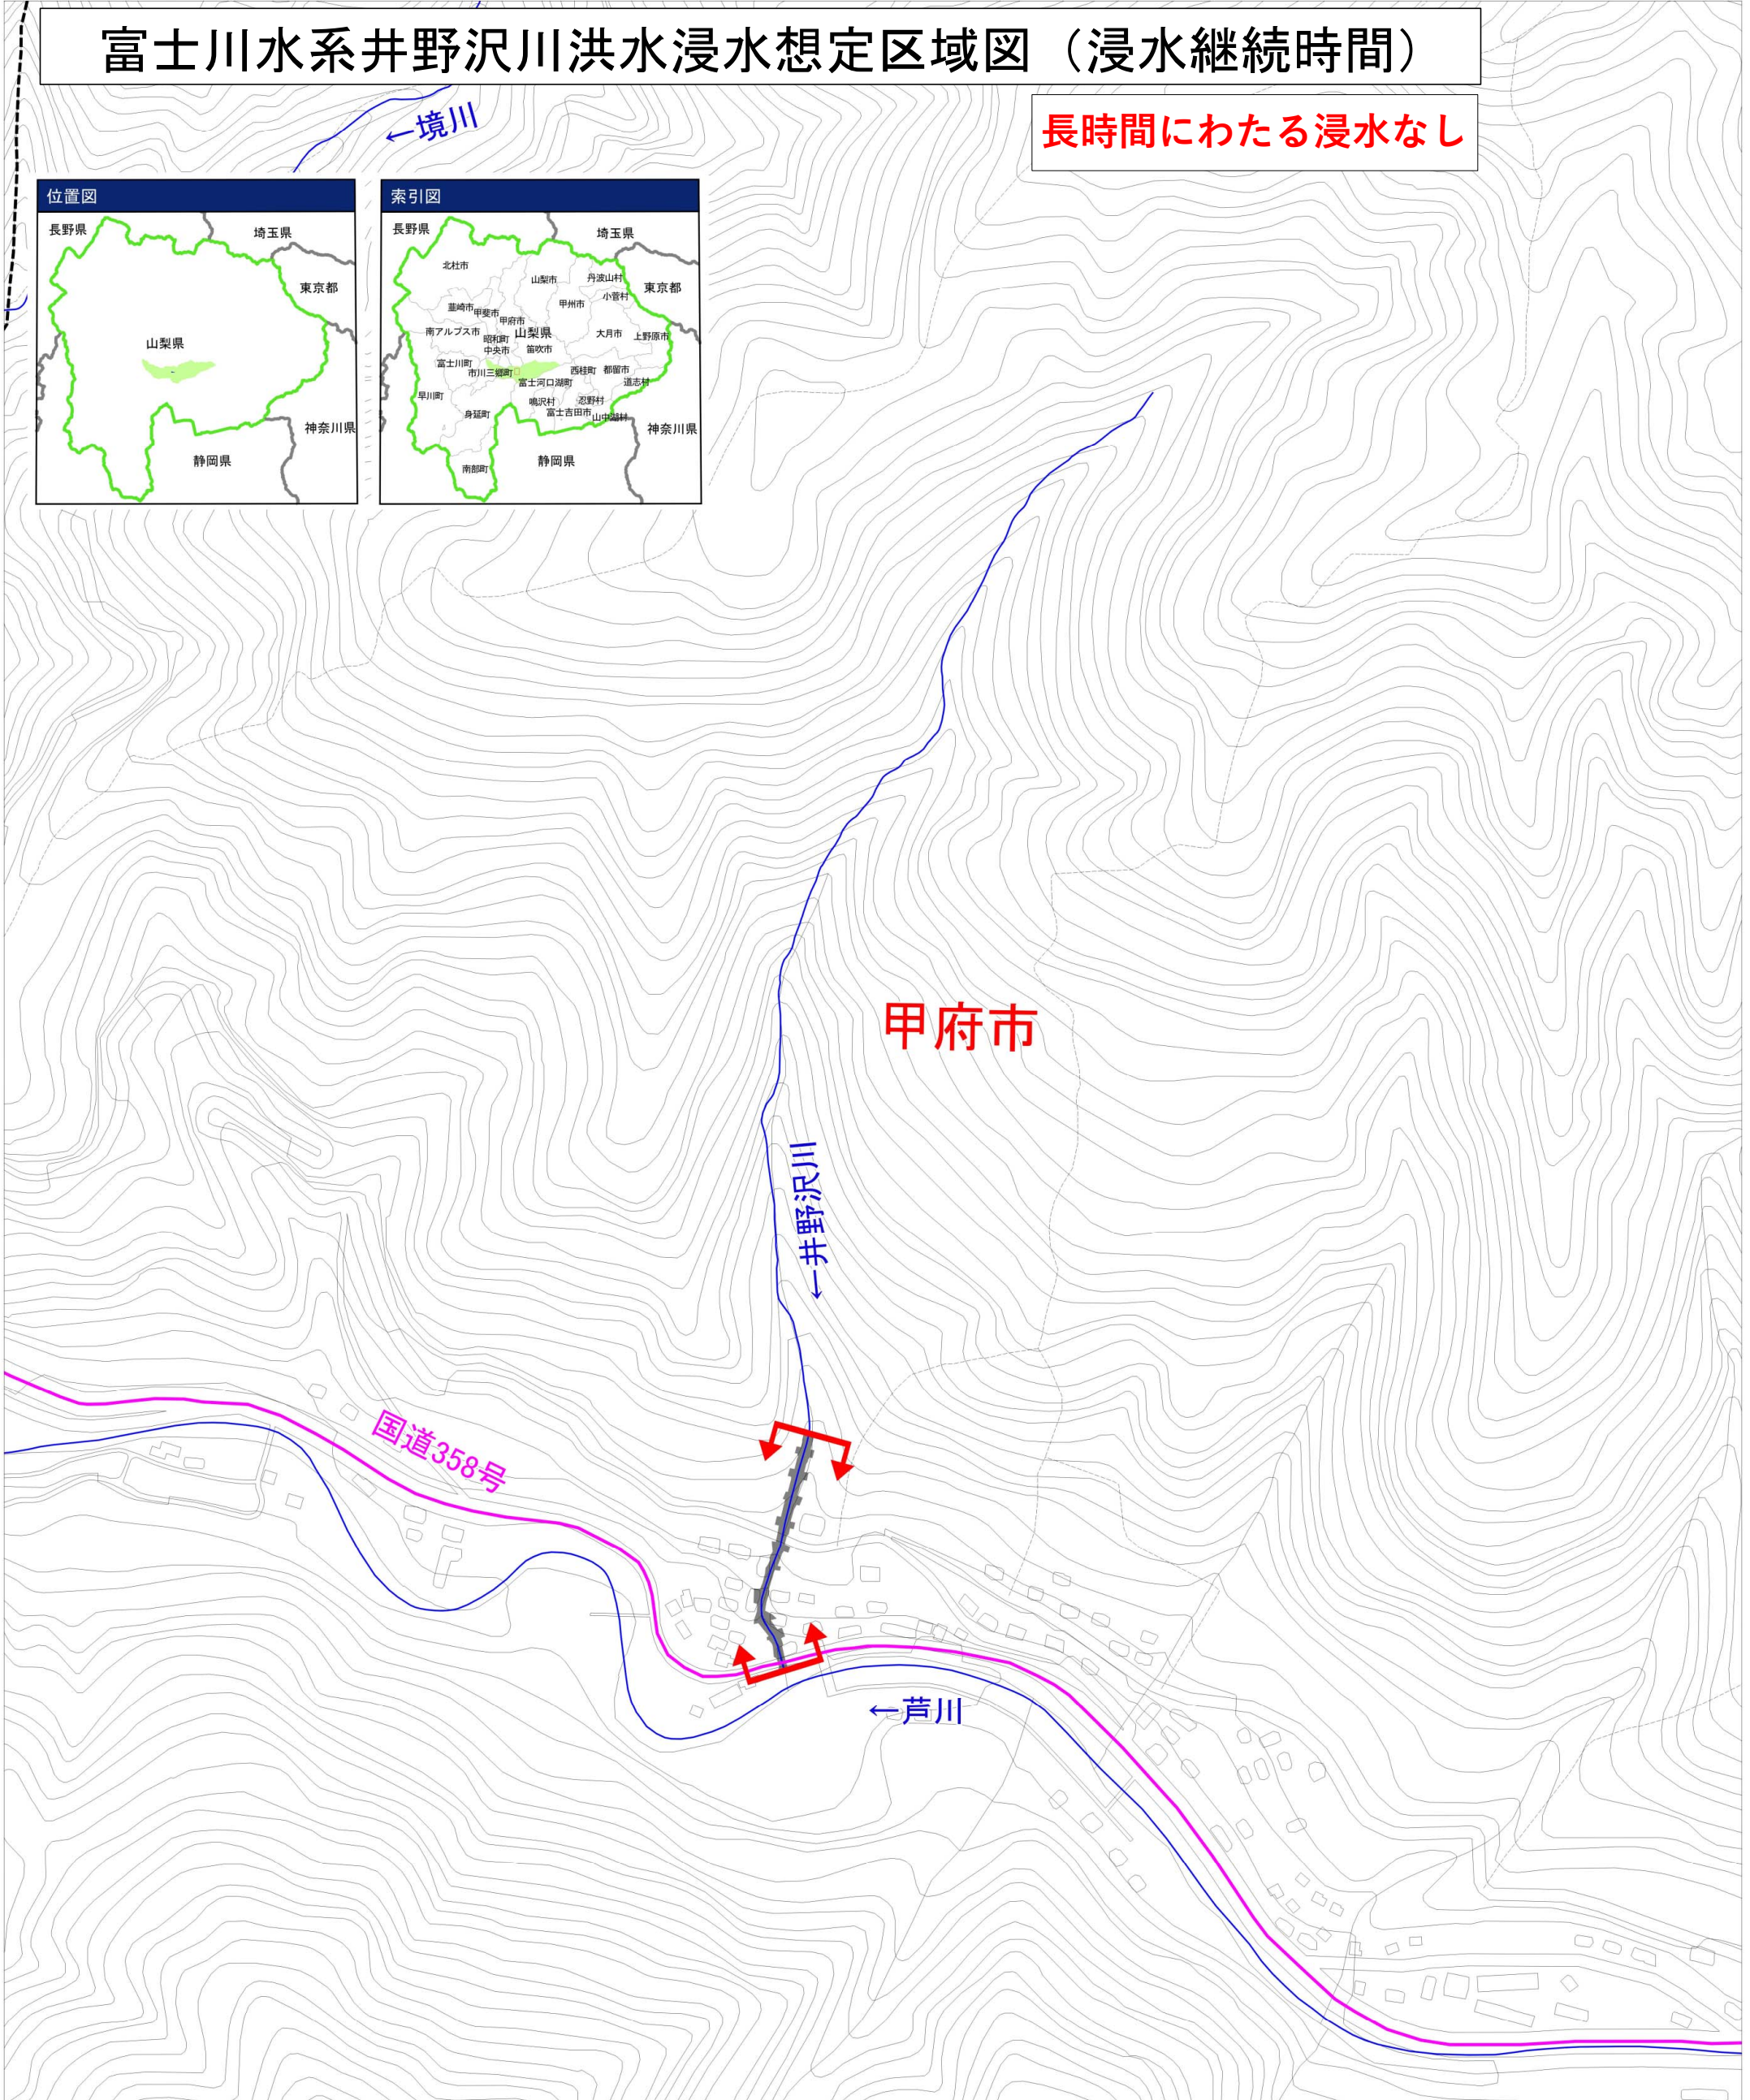 富士川水系井野沢川洪水浸水想定区域図（浸水継続時間）
←境川
長時間にわたる浸水なし
位置図
長野県
埼玉県
東京都
山梨県
神奈川県
静岡県
索引図
長野県
埼玉県
北杜市
山梨市
丹波山村
東京都
小菅村
甲州市
韮崎市
甲斐市
甲府市
南アルプス市
昭和町
山梨県
大月市
上野原市
中央市
笛吹市
富士川町
市川三郷町
西桂町
都留市
富士河口湖町
道志村
早川町
鳴沢村
忍野村
身延町
富士吉田市
山中湖村
神奈川県
静岡県
南部町
甲府市
←井野沢川
国道358号
←芦川